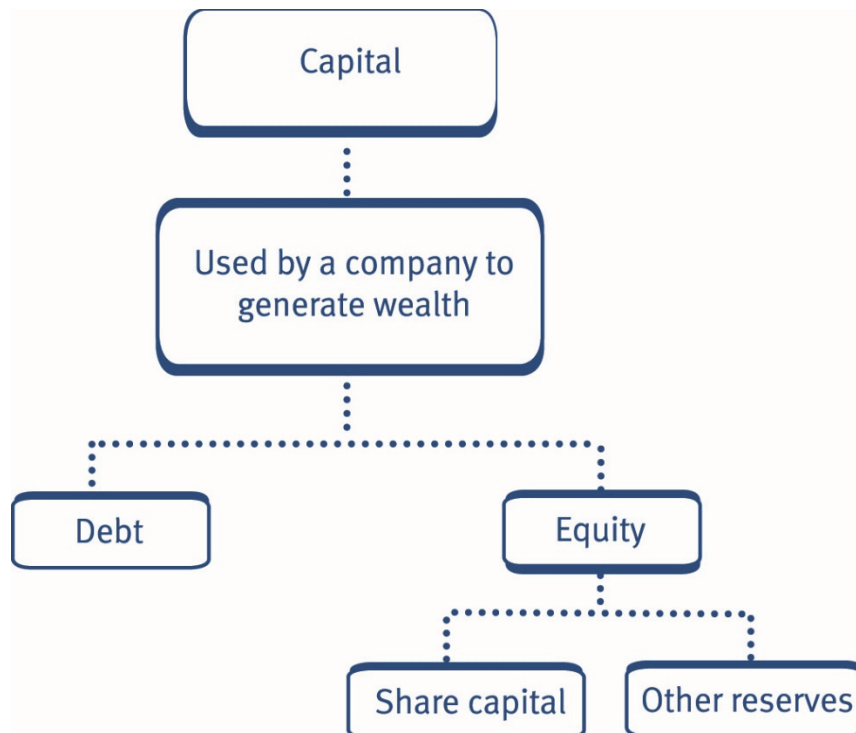 Capital
Used by a company to
generate wealth
Debt
Equity
Share capital
Other reserves